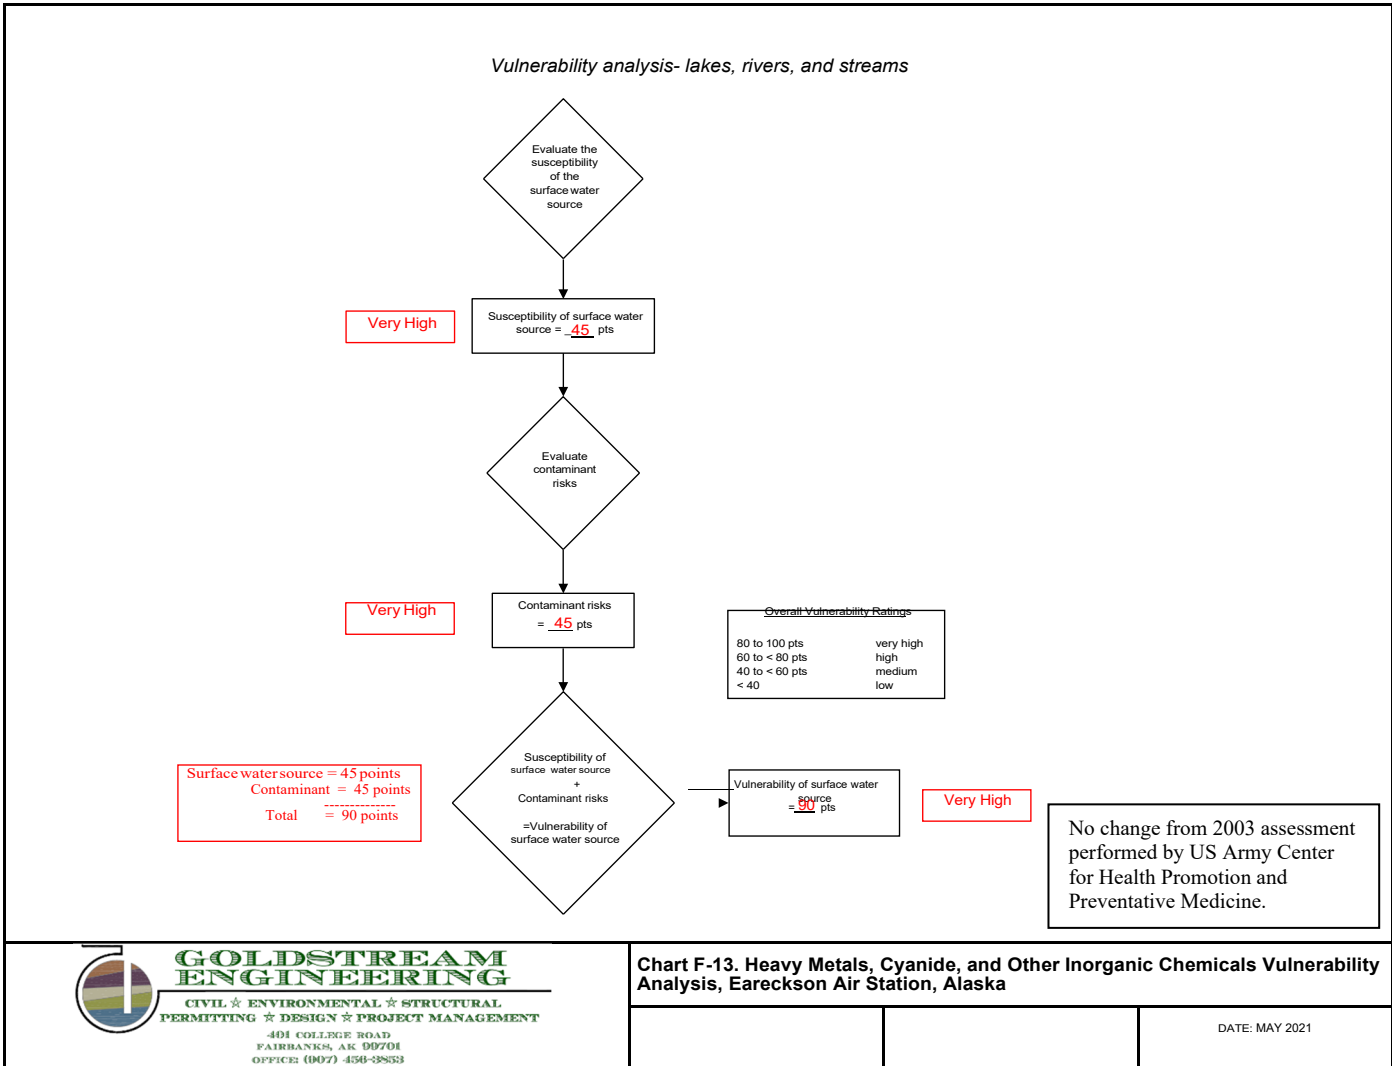 Vulnerability analysis- lakes, rivers, and streams
Evaluate the
susceptibility
of the
surface water
source
Very High
Susceptibility of surface water
source = _45 pts
Evaluate
contaminant
risks
Very High
Contaminant risks
= 45 pts
Overall Vulnerability Ratings
80 to 100 pts very high
60 to < 80 pts high
40 to < 60 pts medium
< 40 low
Surface water source = 45 points
Contaminant = 45 points
--------------
Total = 90 points
Susceptibility of
surface water source
+
Contaminant risks
=Vulnerability of
surface water source
Vulnerability of surface water
source
= 90 pts
Very High
No change from 2003 assessment
performed by US Army Center
for Health Promotion and
Preventative Medicine.
GOLDSTREAM
ENGINEERING
CIVIL ☆ ENVIRONMENTAL ☆ STRUCTURAL
PERMITTING ☆ DESIGN ☆ PROJECT MANAGEMENT
401 COLLEGE ROAD
FAIRBANKS, AK 99701
OFFICE: (907) 456-3853
Chart F-13. Heavy Metals, Cyanide, and Other Inorganic Chemicals Vulnerability
Analysis, Eareckson Air Station, Alaska
DATE: MAY 2021